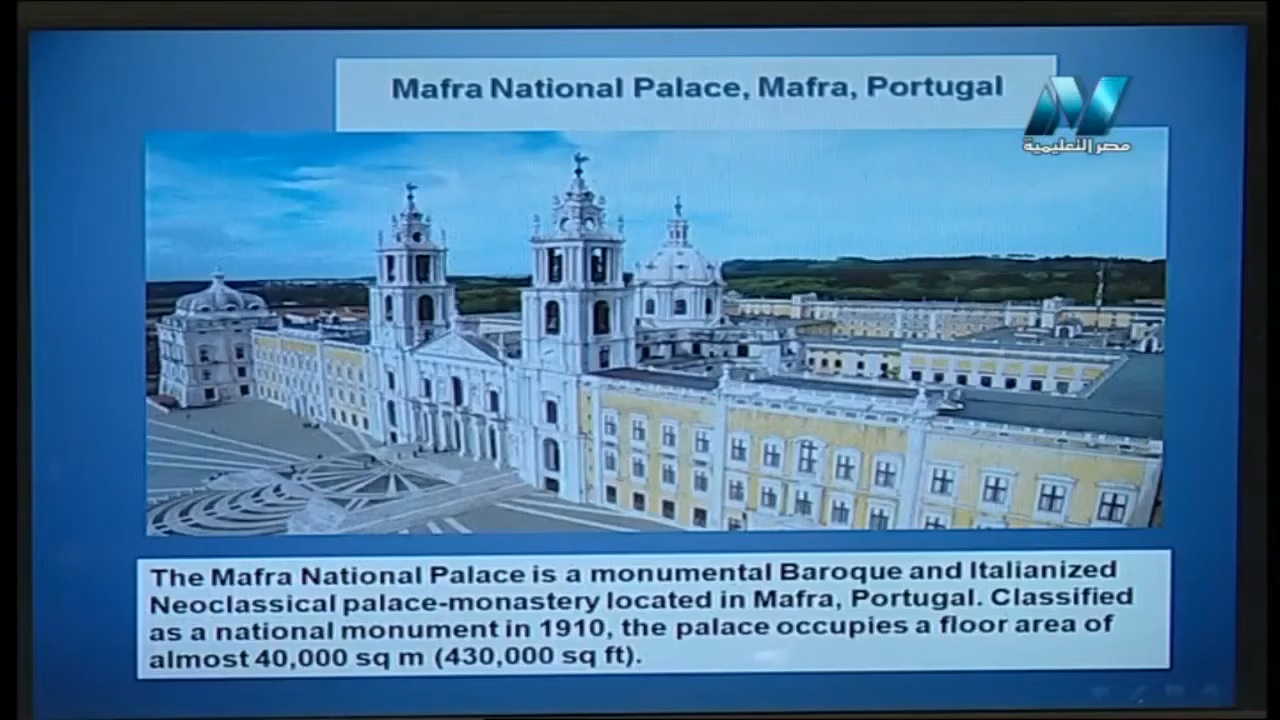 Mafra National Palace, Mafra, Portugal
مصر التعليمية
The Mafra National Palace is a monumental Baroque and Italianized
Neoclassical palace-monastery located in Mafra, Portugal. Classified
as a national monument in 1910, the palace occupies a floor area of
almost 40,000 sq m (430,000 sq ft).